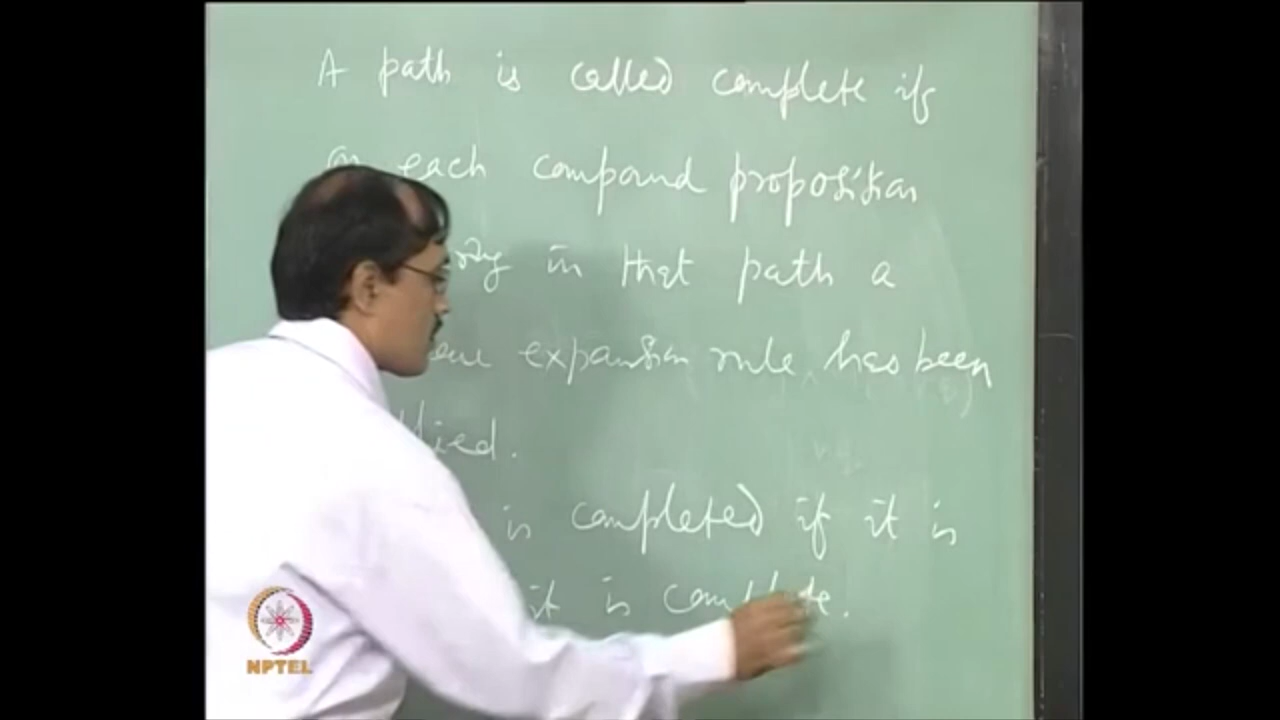 A path is called complete if
on each compound proposition
in that path a
expansion rule has been
is completed if it is
it is complete.
NPTEL